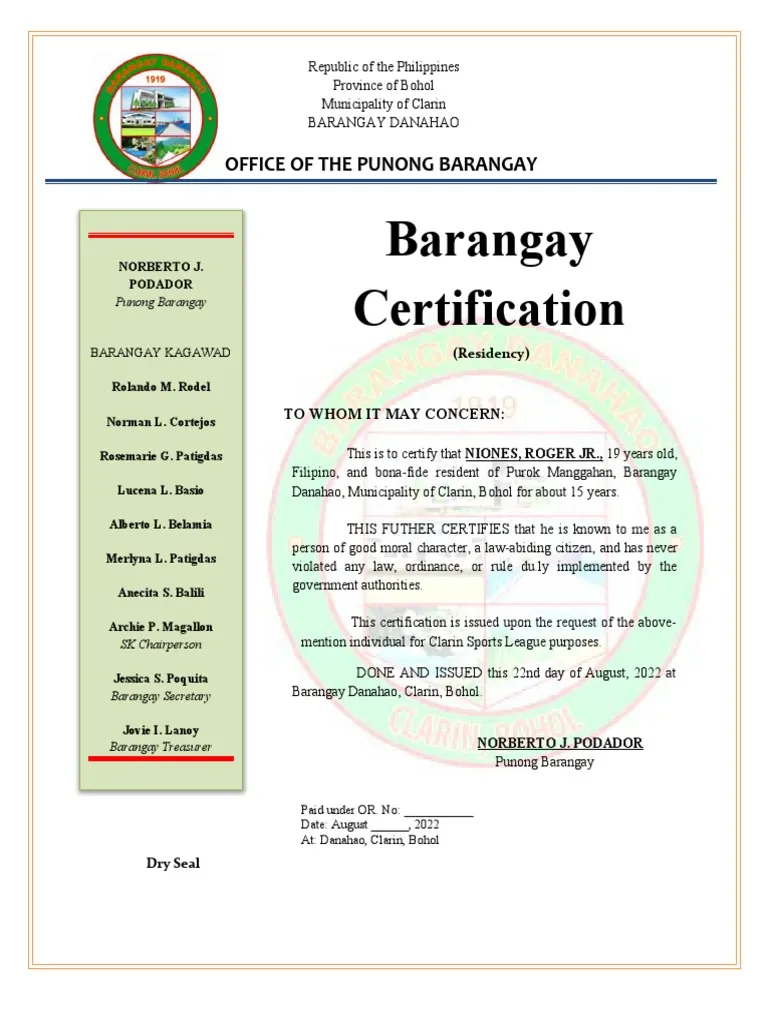 BARANGAY DANAHAO
1919
CLARIN, BOHOL
Republic of the Philippines
Province of Bohol
Municipality of Clarin
BARANGAY DANAHAO
OFFICE OF THE PUNONG BARANGAY
NORBERTO J.
PODADOR
Punong Barangay
BARANGAY KAGAWAD
Rolando M. Rodel
Norman L. Cortejos
Rosemarie G. Patigdas
Lucena L. Basio
Alberto L. Belamia
Merlyna L. Patigdas
Anecita S. Balili
Archie P. Magallon
SK Chairperson
Jessica S. Poquita
Barangay Secretary
Jovie I. Lanoy
Barangay Treasurer
Dry Seal
Barangay
Certification
(Residency)
BARANGAY DANAHAO
1919
TO WHOM IT MAY CONCERN:
This is to certify that NIONES, ROGER JR., 19 years old,
Filipino, and bona-fide resident of Purok Manggahan, Barangay
Danahao, Municipality of Clarin, Bohol for about 15 years.
THIS FUTHER CERTIFIES that he is known to me as a
person of good moral character, a law-abiding citizen, and has never
violated any law, ordinance, or rule duly implemented by the
government authorities.
This certification is issued upon the request of the above-
mention individual for Clarin Sports League purposes.
DONE AND ISSUED this 22nd day of August, 2022 at
Barangay Danahao, Clarin, Bohol.
CLARIN, BOHOL
NORBERTO J. PODADOR
Punong Barangay
Paid under OR. No: ___________
Date: August ______, 2022
At: Danahao, Clarin, Bohol